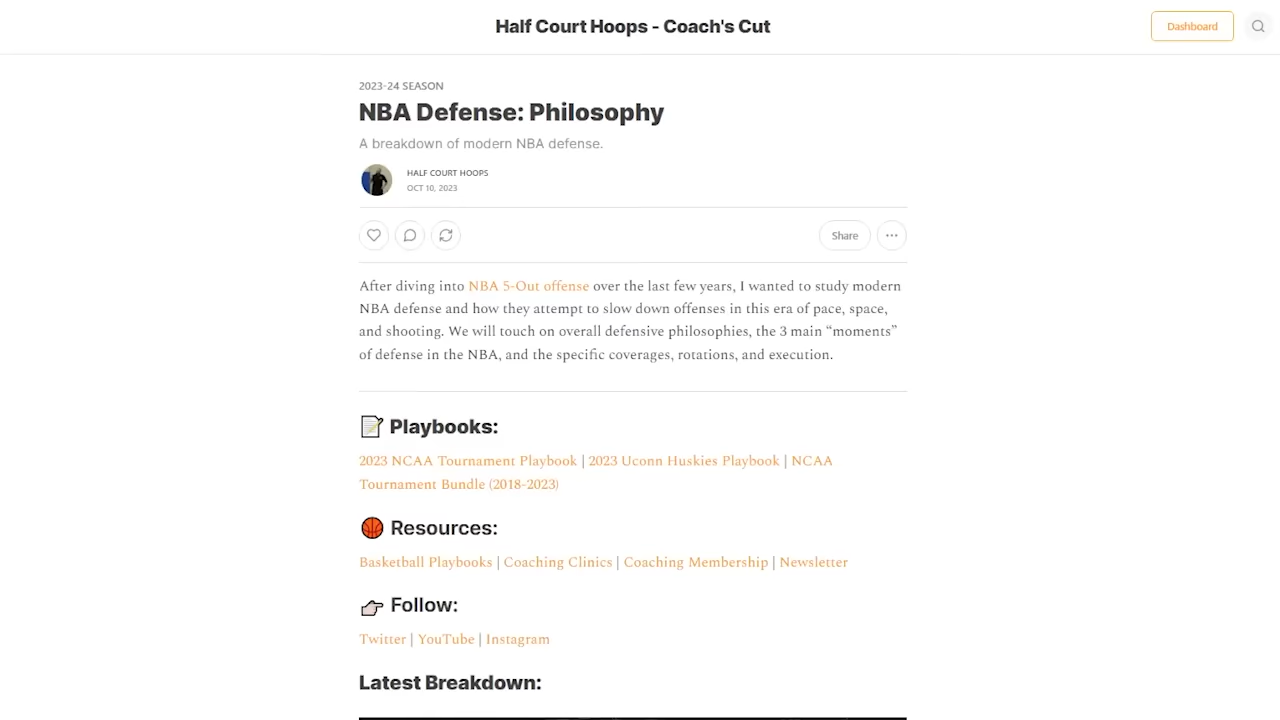 Half Court Hoops - Coach's Cut
Dashboard
2023-24 SEASON
NBA Defense: Philosophy
A breakdown of modern NBA defense.
HALF COURT HOOPS
OCT 10, 2023
Share
After diving into NBA 5-Out offense over the last few years, I wanted to study modern
NBA defense and how they attempt to slow down offenses in this era of pace, space,
and shooting. We will touch on overall defensive philosophies, the 3 main “moments”
of defense in the NBA, and the specific coverages, rotations, and execution.
Playbooks:
2023 NCAA Tournament Playbook | 2023 Uconn Huskies Playbook | NCAA
Tournament Bundle (2018-2023)
Resources:
Basketball Playbooks | Coaching Clinics | Coaching Membership | Newsletter
Follow:
Twitter | YouTube | Instagram
Latest Breakdown: